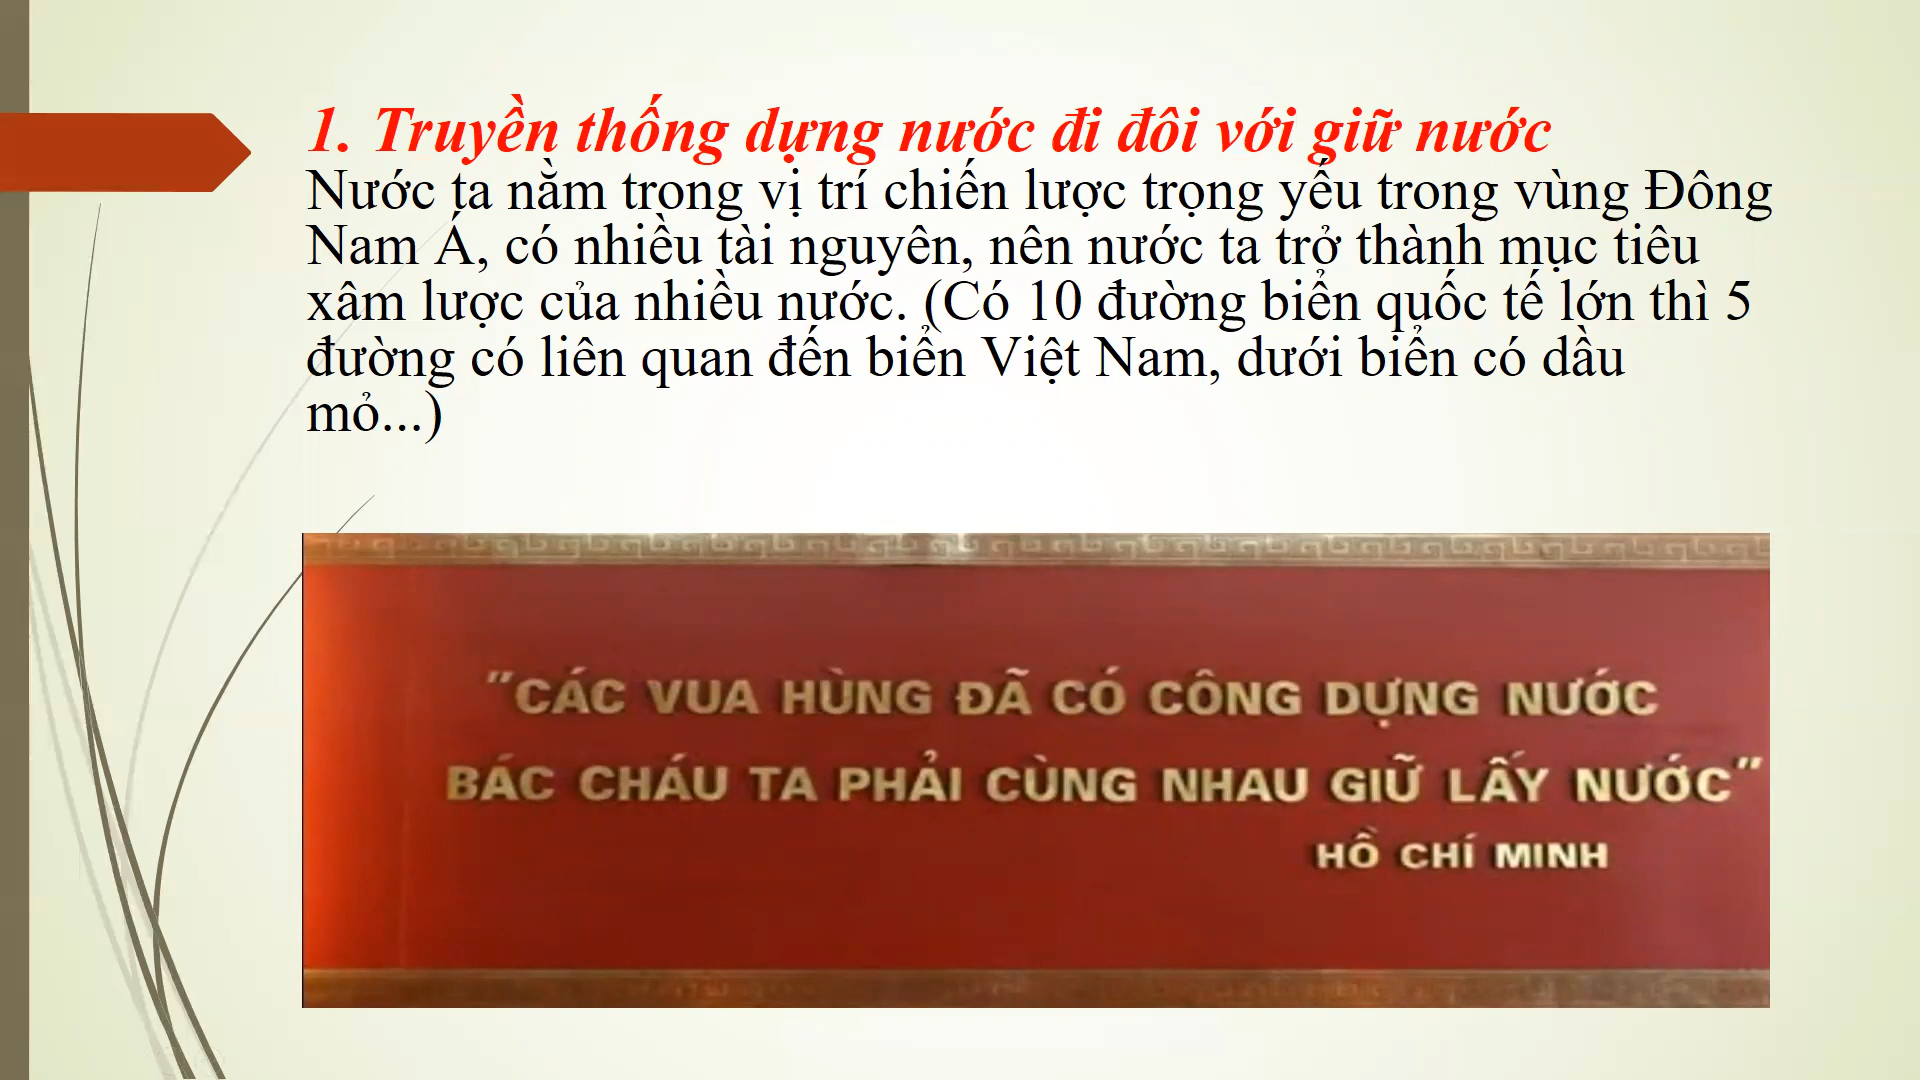 1. Truyền thống dựng nước đi đôi với giữ nước
Nước ta nằm trong vị trí chiến lược trọng yếu trong vùng Đông
Nam Á, có nhiều tài nguyên, nên nước ta trở thành mục tiêu
xâm lược của nhiều nước. (Có 10 đường biển quốc tế lớn thì 5
đường có liên quan đến biển Việt Nam, dưới biển có dầu
mỏ...)
"CÁC VUA HÙNG ĐÃ CÓ CÔNG DỰNG NƯỚC
BÁC CHÁU TA PHẢI CÙNG NHAU GIỮ LẤY NƯỚC"
HỒ CHÍ MINH